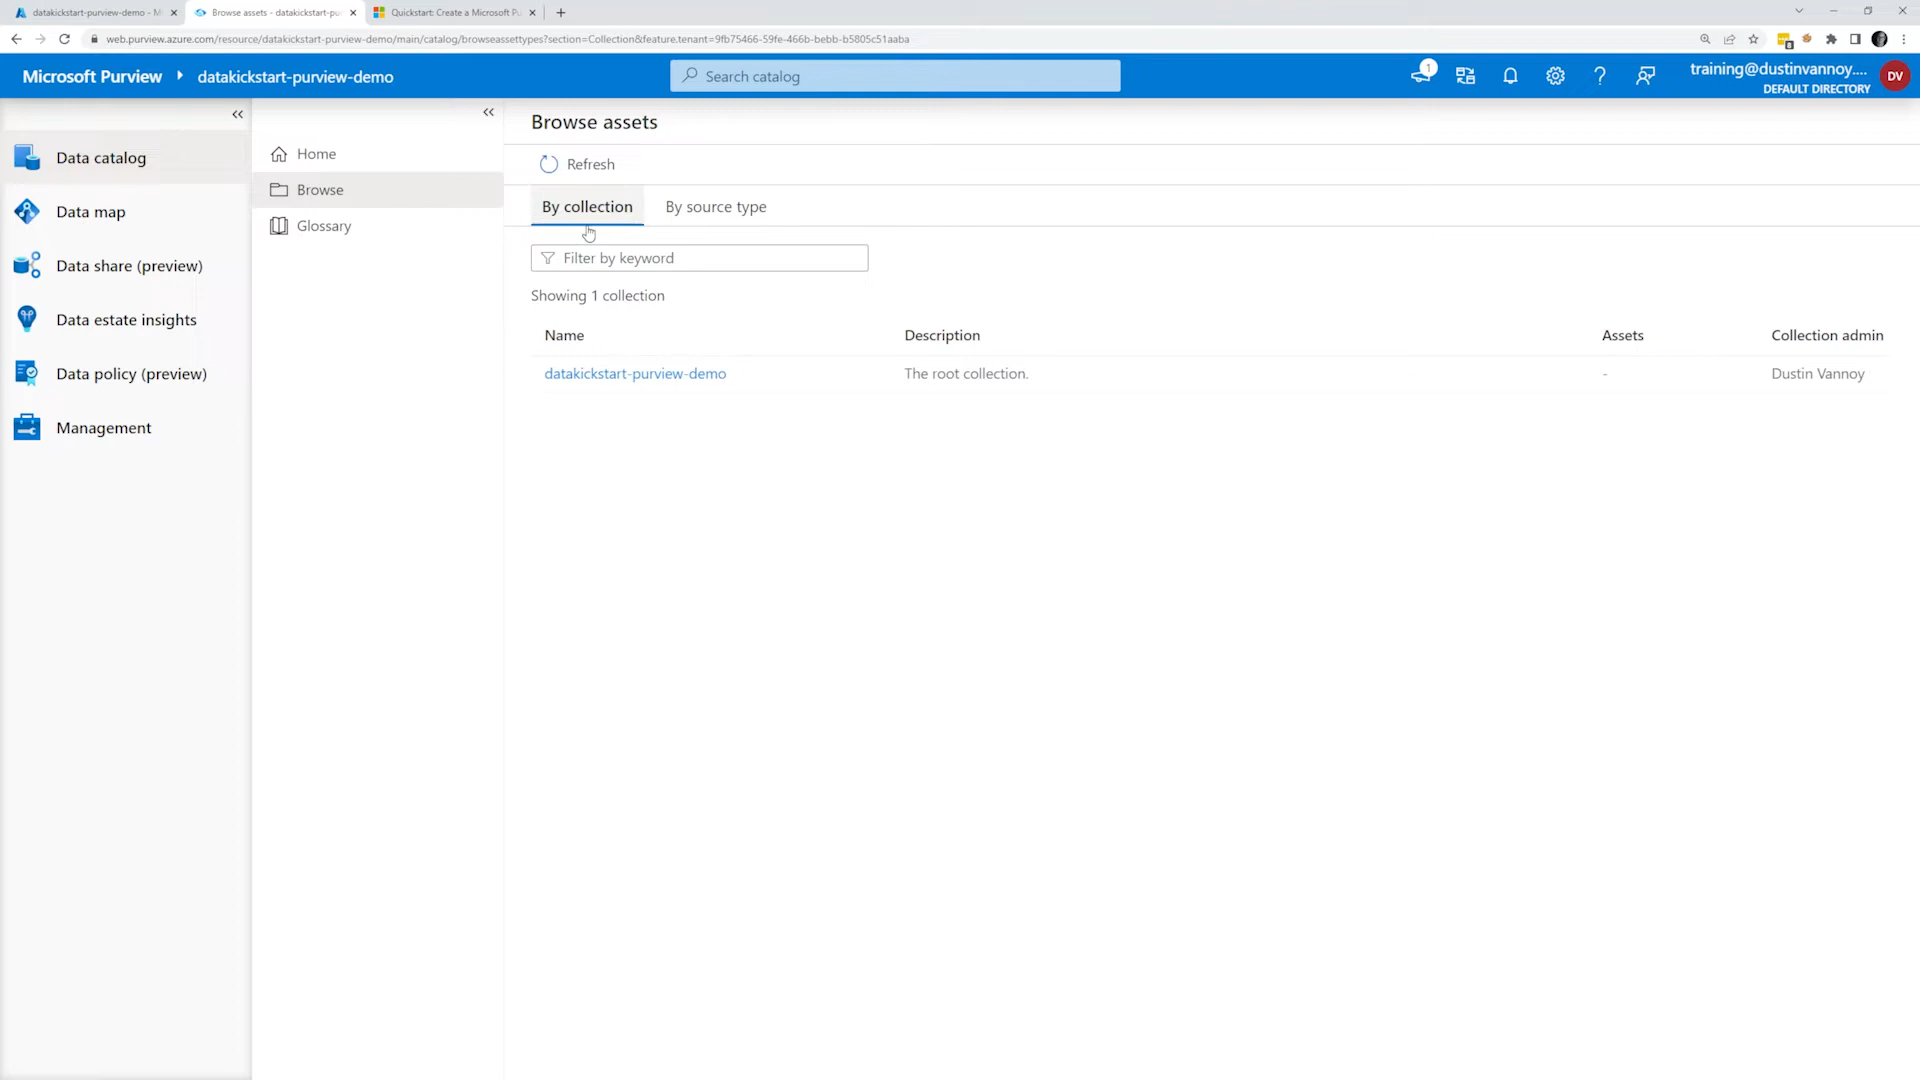 datakickstart-purview-demo - M
Browse assets - datakickstart-pu
Quickstart: Create a Microsoft Pu
web.purview.azure.com/resource/datakickstart-purview-demo/main/catalog/browseassettypes?section=Collection&feature.tenant=9fb75466-59fe-466b-bebb-b5805c51aaba
Microsoft Purview
datakickstart-purview-demo
Search catalog
1
training@dustinvannoy....
DEFAULT DIRECTORY
DV
Data catalog
Data map
Data share (preview)
Data estate insights
Data policy (preview)
Management
Home
Browse
Glossary
Browse assets
Refresh
By collection By source type
Filter by keyword
Showing 1 collection
Name Description Assets Collection admin
datakickstart-purview-demo The root collection. - Dustin Vannoy